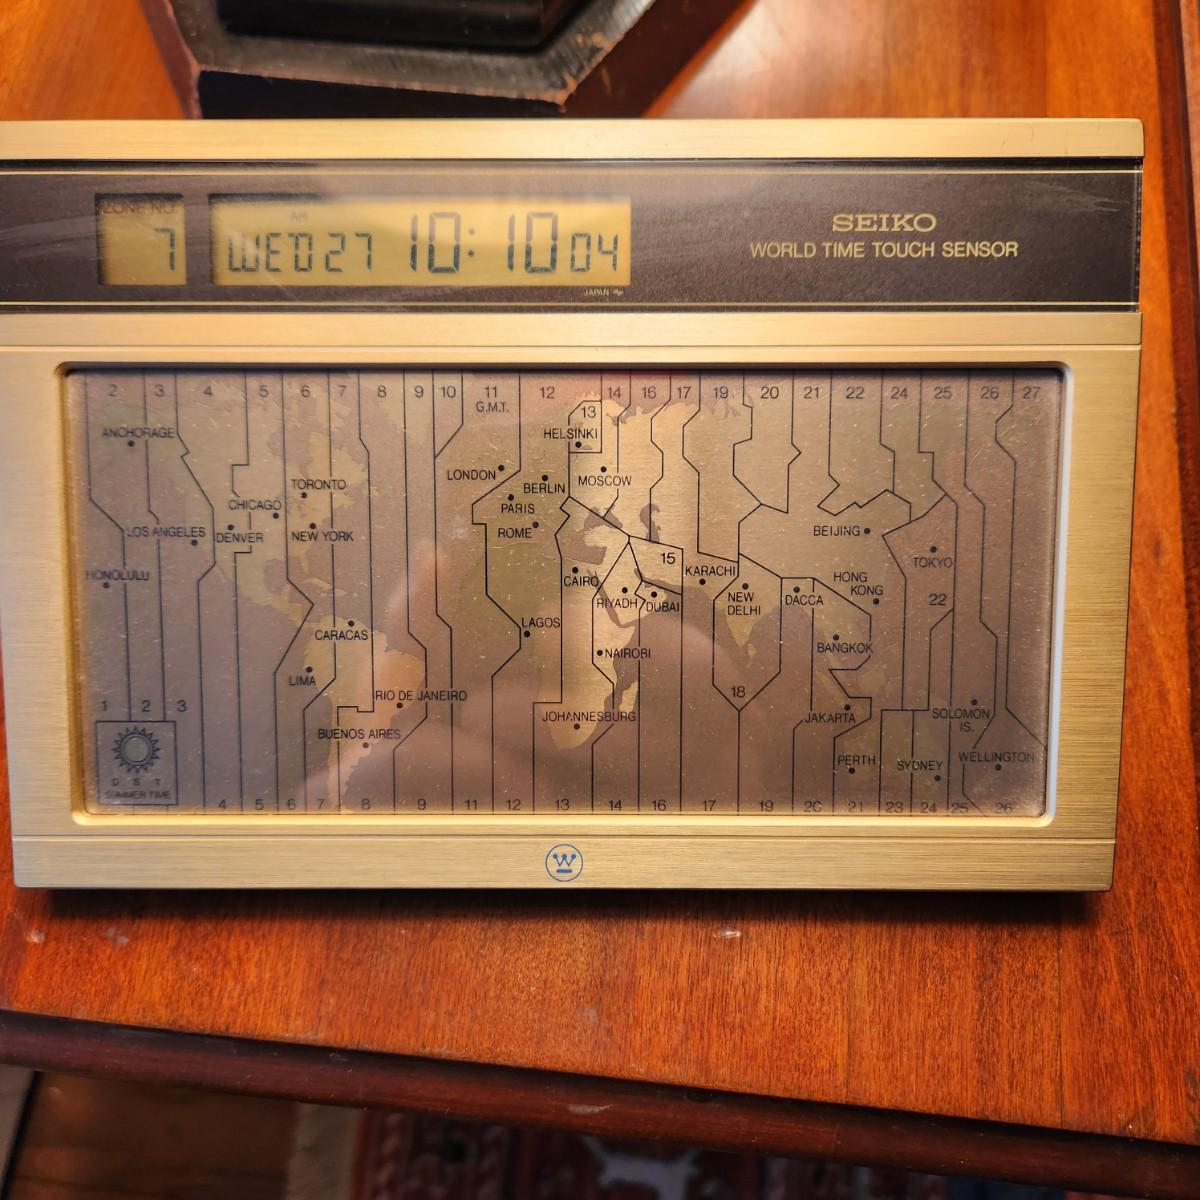 ZONE NO.
7
AM
WED 27 10:10 04
JAPAN
SEIKO
WORLD TIME TOUCH SENSOR
2 3 4 5 6 7 8 9 10 11 12 14 16 17 19 20 21 22 24 25 26 27
G.M.T.
13
ANCHORAGE
HELSINKI
LONDON
MOSCOW
TORONTO
BERLIN
CHICAGO
PARIS
LOS ANGELES
DENVER
NEW YORK
ROME
BEIJING
15
TOKYO
HONOLULU
CAIRO
KARACHI
HONG
KONG
RIYADH
DUBAI
NEW
DELHI
DACCA
22
CARACAS
LAGOS
BANGKOK
NAIROBI
LIMA
18
RIO DE JANEIRO
1 2 3
JOHANNESBURG
JAKARTA
SOLOMON
IS.
BUENOS AIRES
PERTH
SYDNEY
WELLINGTON
D S T
SUMMER TIME
4 5 6 7 8 9 11 12 13 14 16 17 19 20 21 23 24 25 26
W